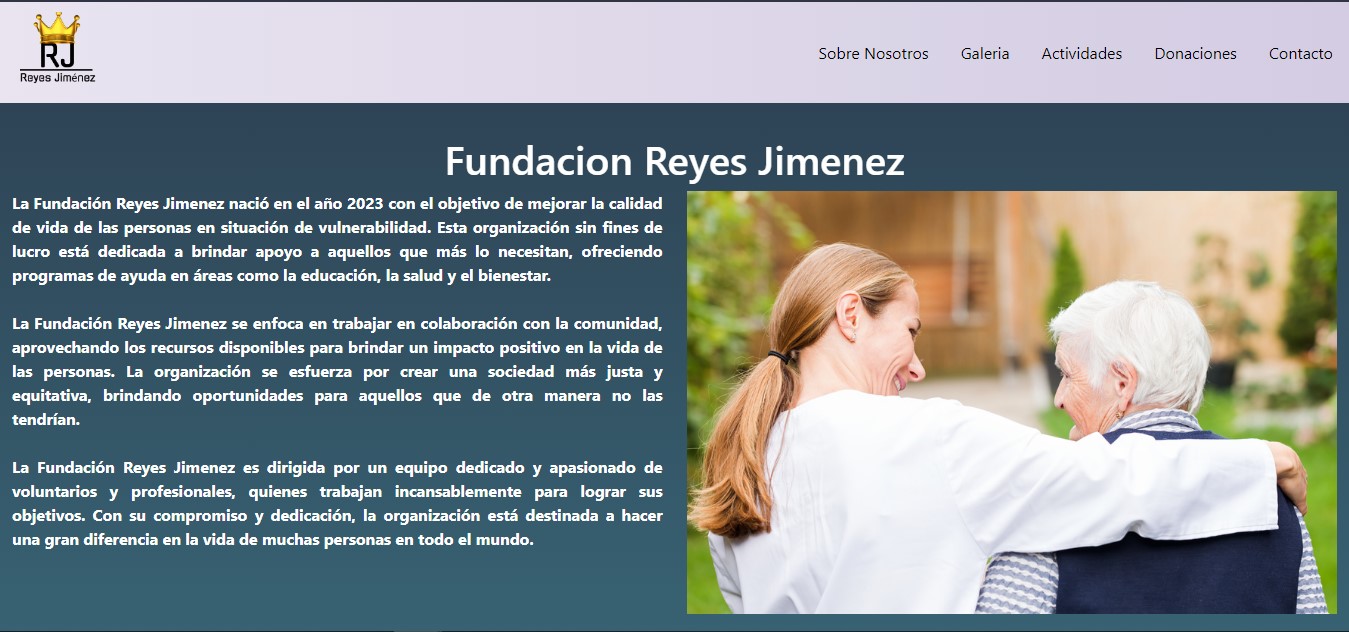 RJ
Reyes Jiménez
Sobre Nosotros Galeria Actividades Donaciones Contacto
Fundacion Reyes Jimenez
La Fundación Reyes Jimenez nació en el año 2023 con el objetivo de mejorar la calidad
de vida de las personas en situación de vulnerabilidad. Esta organización sin fines de
lucro está dedicada a brindar apoyo a aquellos que más lo necesitan, ofreciendo
programas de ayuda en áreas como la educación, la salud y el bienestar.
La Fundación Reyes Jimenez se enfoca en trabajar en colaboración con la comunidad,
aprovechando los recursos disponibles para brindar un impacto positivo en la vida de
las personas. La organización se esfuerza por crear una sociedad más justa y
equitativa, brindando oportunidades para aquellos que de otra manera no las
tendrían.
La Fundación Reyes Jimenez es dirigida por un equipo dedicado y apasionado de
voluntarios y profesionales, quienes trabajan incansablemente para lograr sus
objetivos. Con su compromiso y dedicación, la organización está destinada a hacer
una gran diferencia en la vida de muchas personas en todo el mundo.